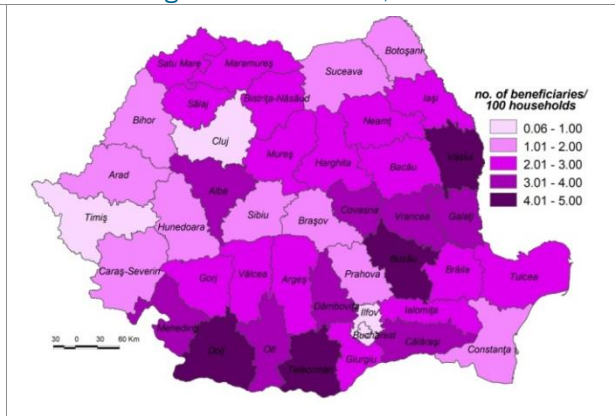 Botoşani
Satu Mare
Maramureş
Suceava
no. of beneficiaries/
100 households
0.06 - 1.00
1.01 - 2.00
2.01 - 3.00
3.01 - 4.00
4.01 - 5.00
Bistriţa-Năsăud
Iaşi
Sălaj
Bihor
Neamţ
Cluj
Mureş
Harghita
Bacău
Vaslui
Arad
Alba
Timiş
Hunedoara
Sibiu
Braşov
Covasna
Vrancea
Galaţi
Caraş-Severin
Gorj
Vâlcea
Argeş
Prahova
Buzău
Brăila
Tulcea
Dâmboviţa
Ilfov
Ialomiţa
Mehedinţi
Bucharest
Călăraşi
Dolj
Olt
Teleorman
Giurgiu
Constanţa
30 0 30 60 Km